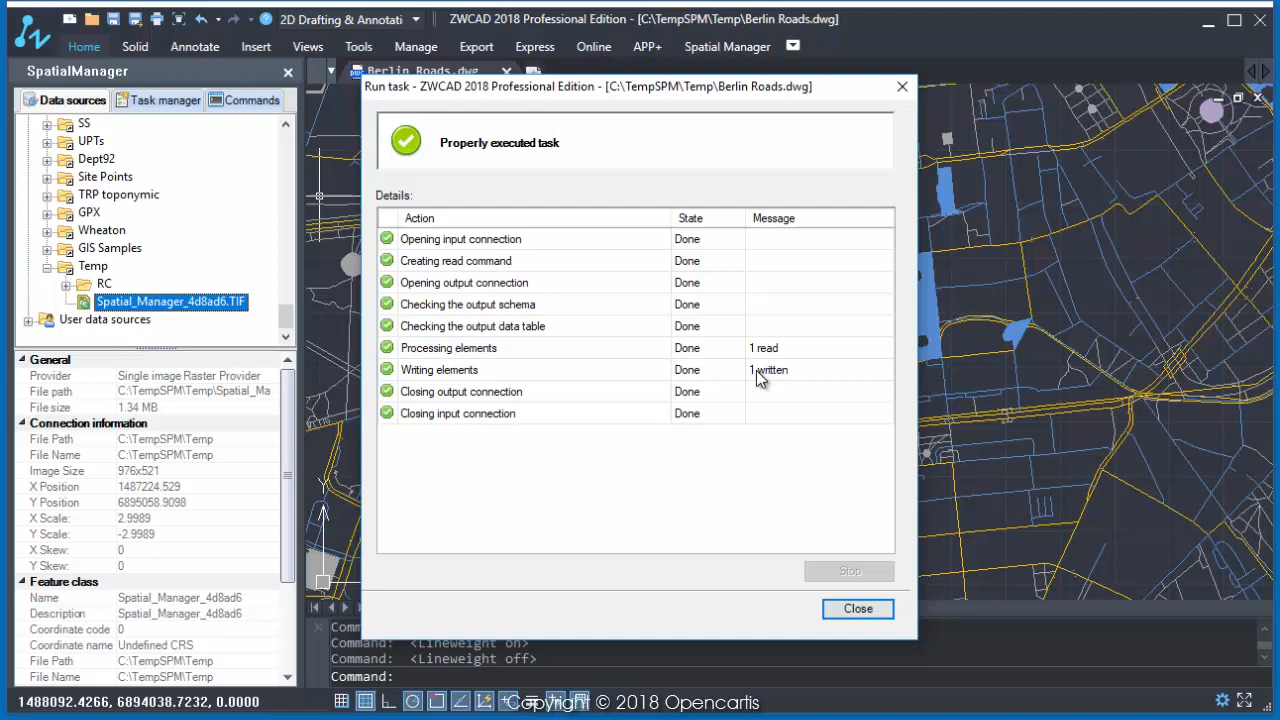 2D Drafting & Annotati
ZWCAD 2018 Professional Edition - [C:\TempSPM\Temp\Berlin Roads.dwg]
Home Solid Annotate Insert Views Tools Manage Export Express Online APP+ Spatial Manager
SpatialManager
Berlin Roads.dwg
Run task - ZWCAD 2018 Professional Edition - [C:\TempSPM\Temp\Berlin Roads.dwg]
Data sources Task manager Commands
SS
UPTs
Dept92
Site Points
TRP toponymic
GPX
Wheaton
GIS Samples
Temp
RC
Spatial_Manager_4d8ad6.TIF
User data sources
Properly executed task
Details:
Action State Message
Opening input connection Done
Creating read command Done
Opening output connection Done
Checking the output schema Done
Checking the output data table Done
Processing elements Done 1 read
Writing elements Done 1 written
Closing output connection Done
Closing input connection Done
Stop
Close
General
Provider Single image Raster Provider
File path C:\TempSPM\Temp\Spatial_Ma
File size 1.34 MB
Connection information
File Path C:\TempSPM\Temp
File Name C:\TempSPM\Temp
Image Size 976x521
X Position 1487224.529
Y Position 6895058.9098
X Scale: 2.9989
Y Scale: -2.9989
X Skew: 0
Y Skew: 0
Feature class
Name Spatial_Manager_4d8ad6
Description Spatial_Manager_4d8ad6
Coordinate code 0
Coordinate name Undefined CRS
File Path C:\TempSPM\Temp
File Name C:\TempSPM\Temp
Y
Comm
Command: <Lineweight on>
Command: <Lineweight off>
Command:
1488092.4266, 6894038.7232, 0.0000
Copyright © 2018 Opencartis